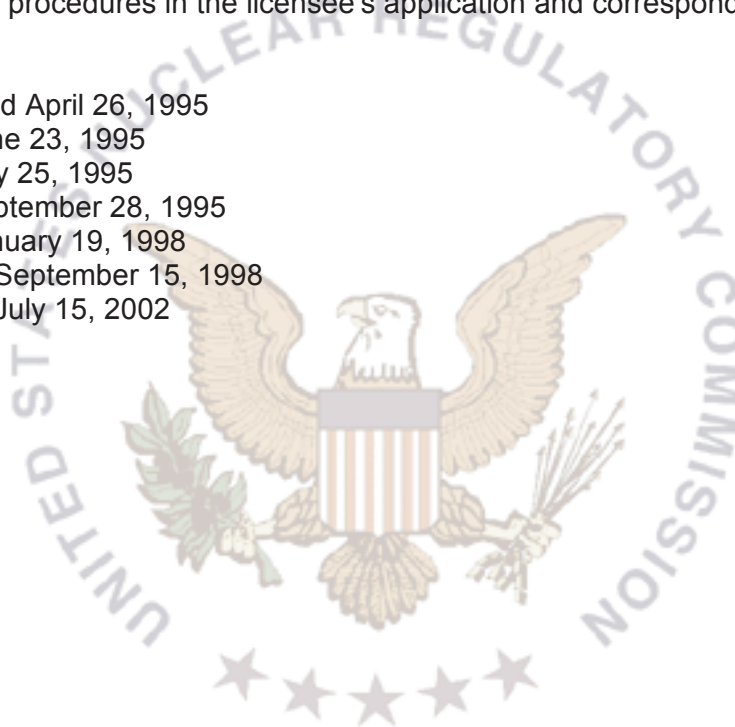 procedures in the licensee's application and correspond
d April 26, 1995
ne 23, 1995
y 25, 1995
ptember 28, 1995
nuary 19, 1998
September 15, 1998
July 15, 2002
UNITED STATES NUCLEAR REGULATORY COMMISSION